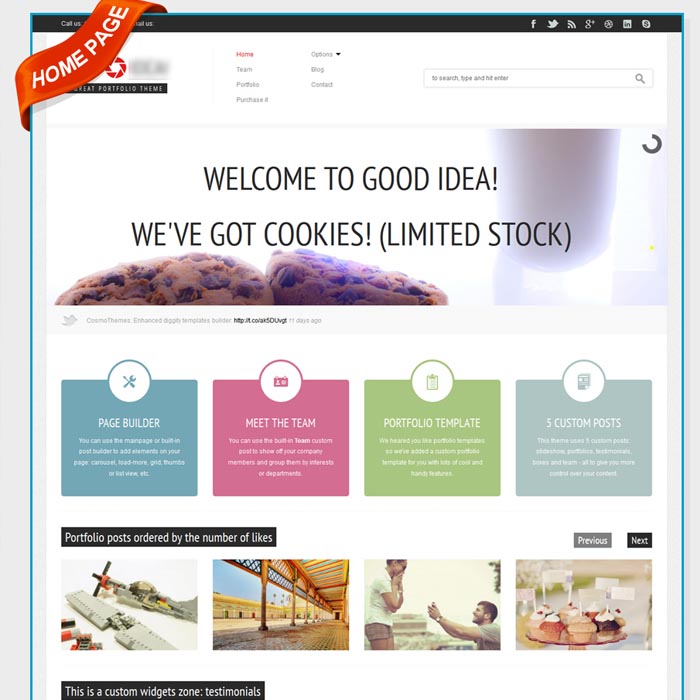 HOME PAGE
Call us:
mail us:
IDEA!
GREAT PORTFOLIO THEME
Home
Team
Portfolio
Purchase it
Options
Blog
Contact
to search, type and hit enter
WELCOME TO GOOD IDEA!
WE'VE GOT COOKIES! (LIMITED STOCK)
CosmoThemes: Enhanced diggity templates builder: http://t.co/ak5DUvgt 11 days ago
PAGE BUILDER
You can use the mainpage or built-in
post builder to add elements on your
page: carousel, load-more, grid, thumbs
or list view, etc.
MEET THE TEAM
You can use the built-in Team custom
post to show off your company
members and group them by interests
or departments.
PORTFOLIO TEMPLATE
We heared you like portfolio templates
so we've added a custom portfolio
template for you with lots of cool and
handy features.
5 CUSTOM POSTS
This theme uses 5 custom posts:
slideshow, portfolios, testimonials,
boxes and team - all to give you more
control over your content.
Portfolio posts ordered by the number of likes
Previous
Next
This is a custom widgets zone: testimonials